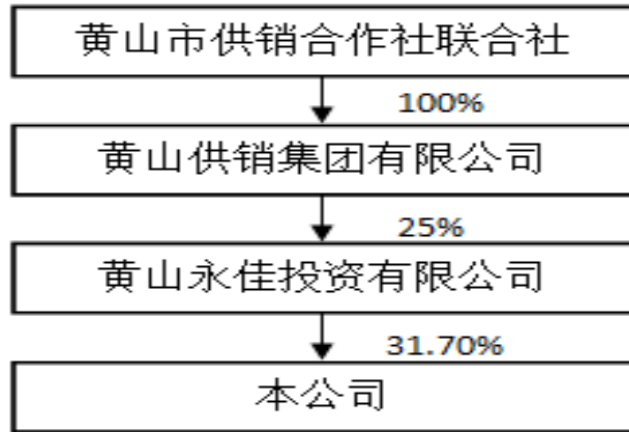 黄山市供销合作社联合社
100%
黄山供销集团有限公司
25%
黄山永佳投资有限公司
31.70%
本公司